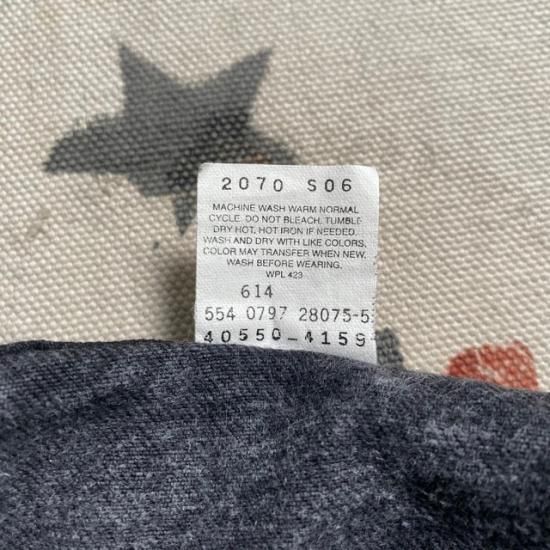 2070 S06
MACHINE WASH WARM NORMAL
CYCLE. DO NOT BLEACH. TUMBLE
DRY HOT, HOT IRON IF NEEDED.
WASH AND DRY WITH LIKE COLORS,
COLOR MAY TRANSFER WHEN NEW.
WASH BEFORE WEARING.
WPL 423
614
554 0797 28075-5
40550-4159